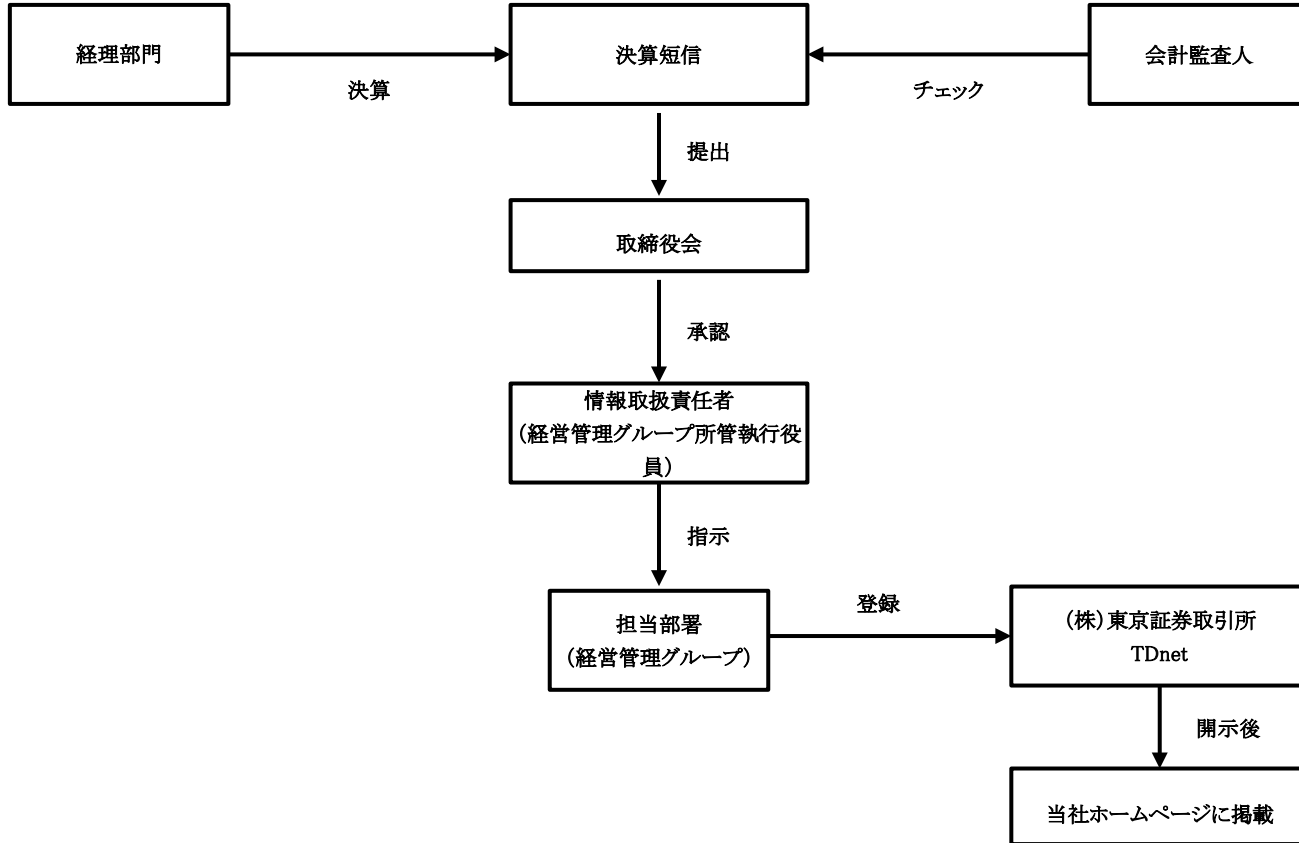 経理部門
決算短信
会計監査人
決算
チェック
提出
取締役会
承認
情報取扱責任者
(経営管理グループ所管執行役
員)
指示
担当部署
(経営管理グループ)
登録
(株)東京証券取引所
TDnet
開示後
当社ホームページに掲載